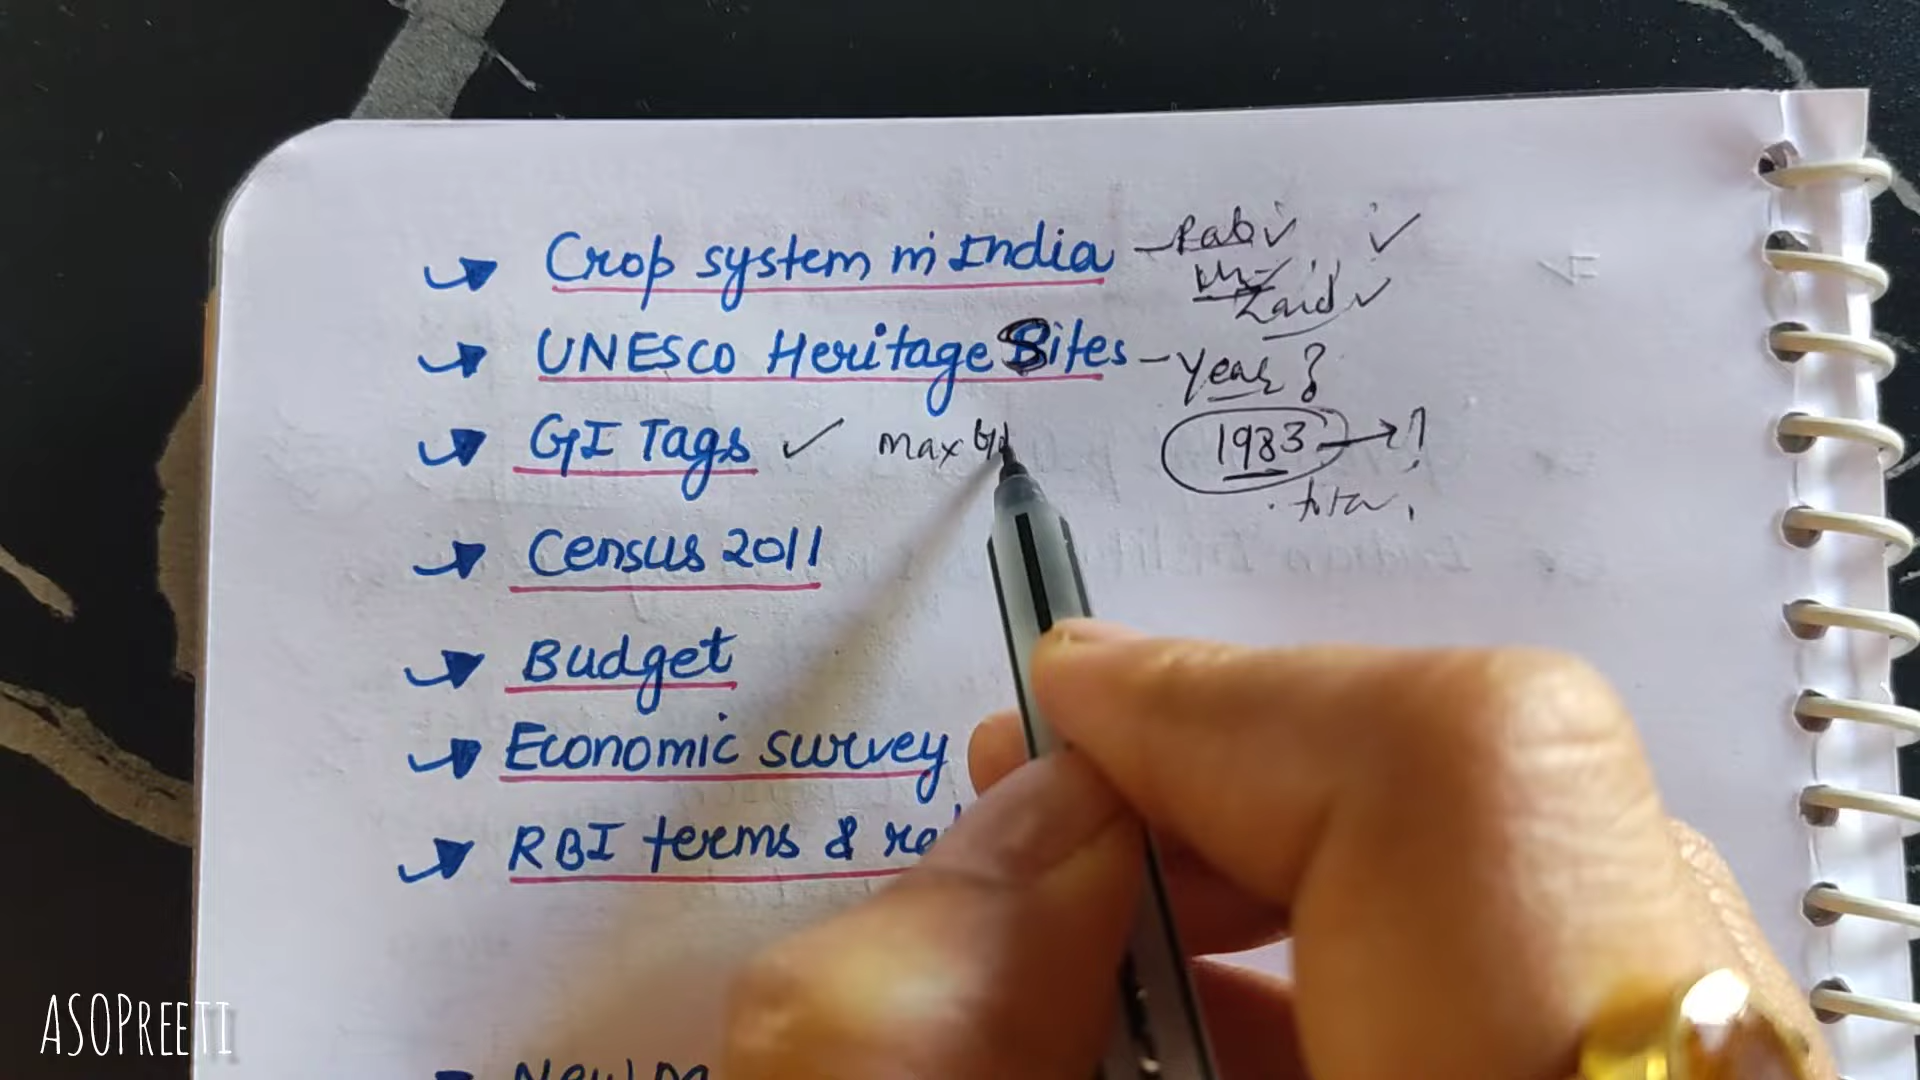 Crop system in India - Rabi
Zaid
UNESCO Heritage Sites - Year ?
GI Tags max GI
1983 → ?
Census 2011
Budget
Economic survey
RBI terms &
ASOPREETI